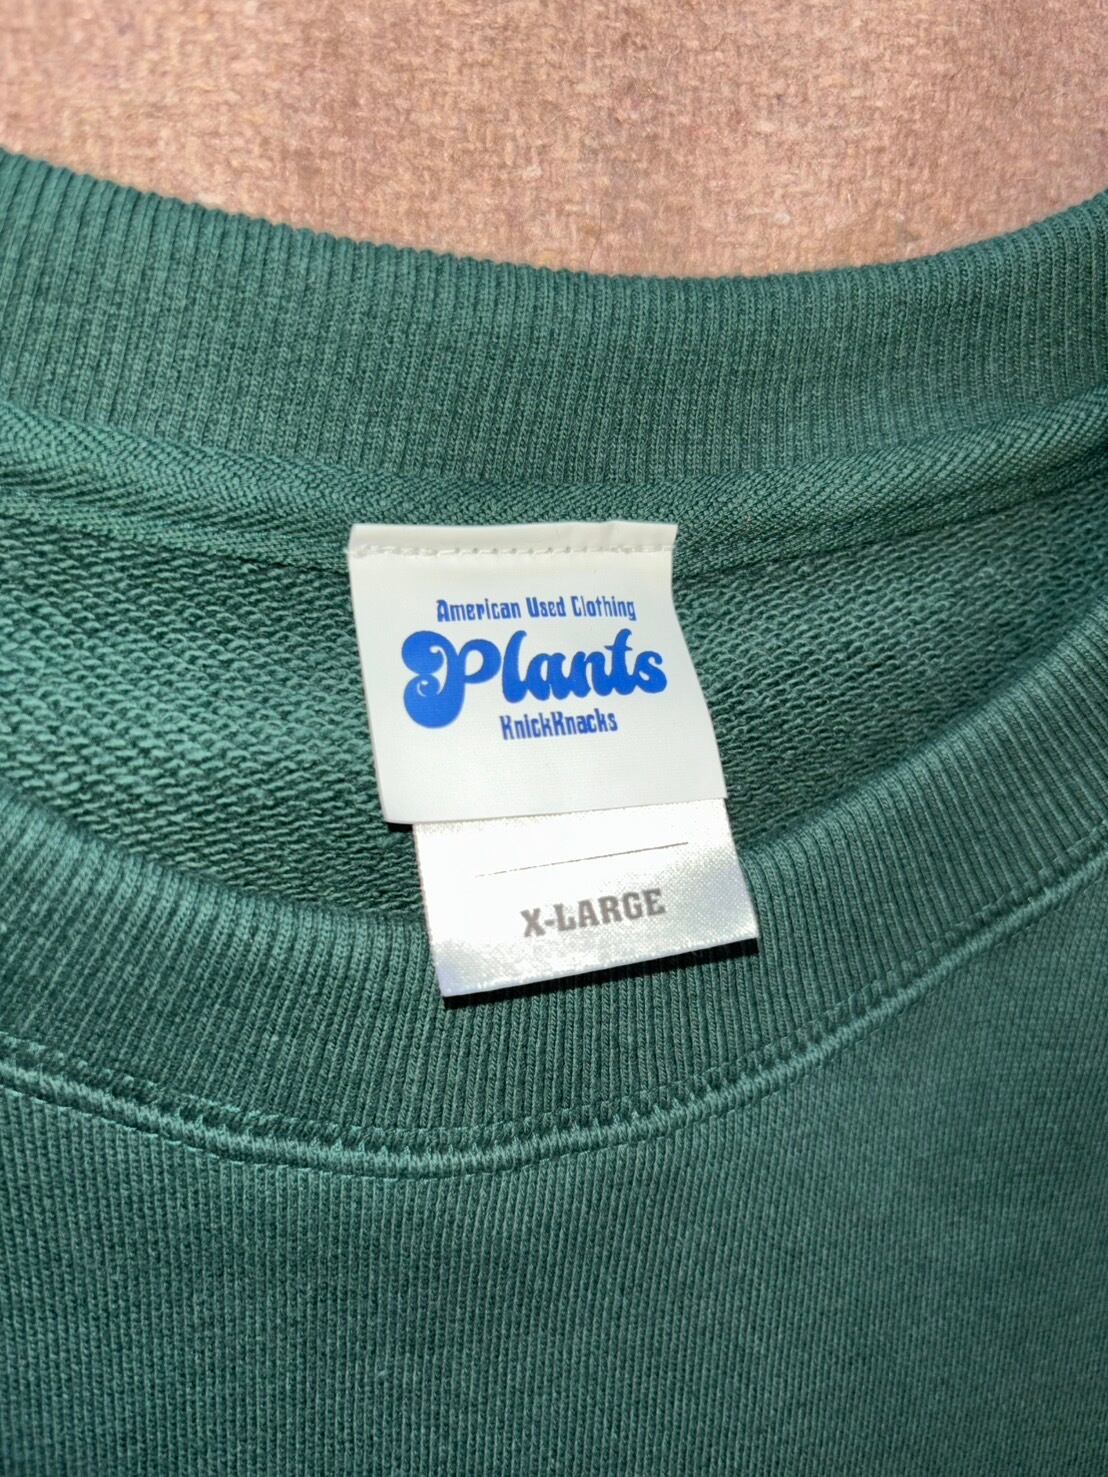 American Used Clothing
Plants
KnickKnacks
X-LARGE